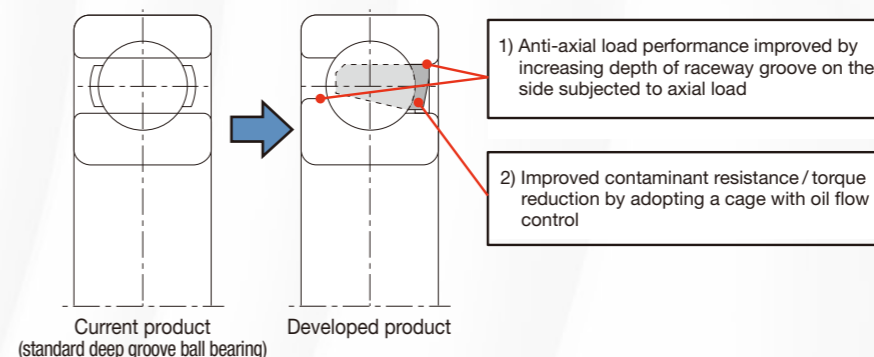 1) Anti-axial load performance improved by
increasing depth of raceway groove on the
side subjected to axial load
2) Improved contaminant resistance / torque
reduction by adopting a cage with oil flow
control
Current product
(standard deep groove ball bearing)
Developed product